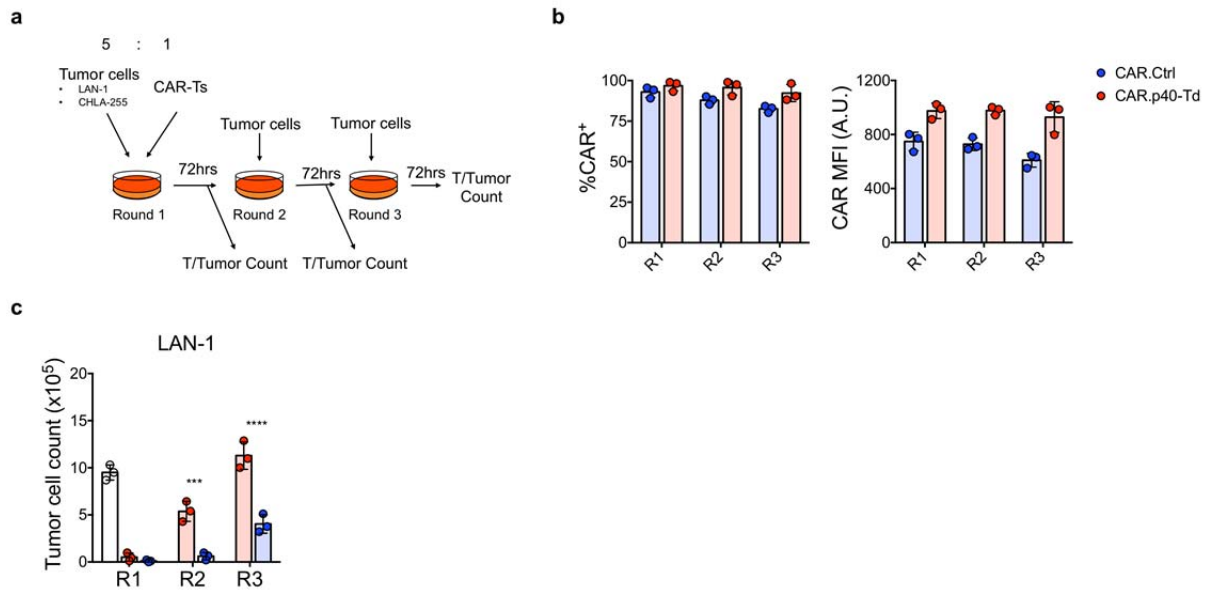 a
5 : 1
Tumor cells
• LAN-1
• CHLA-255
CAR-Ts
Tumor cells
Tumor cells
72hrs
72hrs
72hrs
T/Tumor
Count
Round 1
Round 2
Round 3
T/Tumor Count
T/Tumor Count
b
%CAR+
100
75
50
25
0
R1
R2
R3
CAR MFI (A.U.)
1200
800
400
0
R1
R2
R3
CAR.Ctrl
CAR.p40-Td
c
LAN-1
Tumor cell count (x10⁵)
20
15
10
5
0
***
****
R1
R2
R3